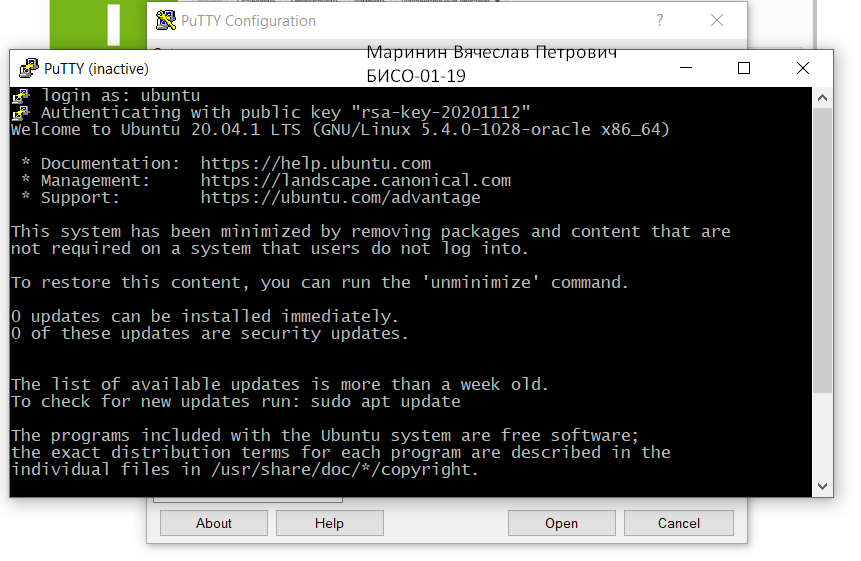 PuTTY Configuration
?
PuTTY (inactive)
Маринин Вячеслав Петрович
БИСО-01-19
login as: ubuntu
Authenticating with public key "rsa-key-20201112"
Welcome to Ubuntu 20.04.1 LTS (GNU/Linux 5.4.0-1028-oracle x86_64)
* Documentation:  https://help.ubuntu.com
* Management:     https://landscape.canonical.com
* Support:        https://ubuntu.com/advantage
This system has been minimized by removing packages and content that are
not required on a system that users do not log into.
To restore this content, you can run the 'unminimize' command.
0 updates can be installed immediately.
0 of these updates are security updates.
The list of available updates is more than a week old.
To check for new updates run: sudo apt update
The programs included with the Ubuntu system are free software;
the exact distribution terms for each program are described in the
individual files in /usr/share/doc/*/copyright.
About Help Open Cancel